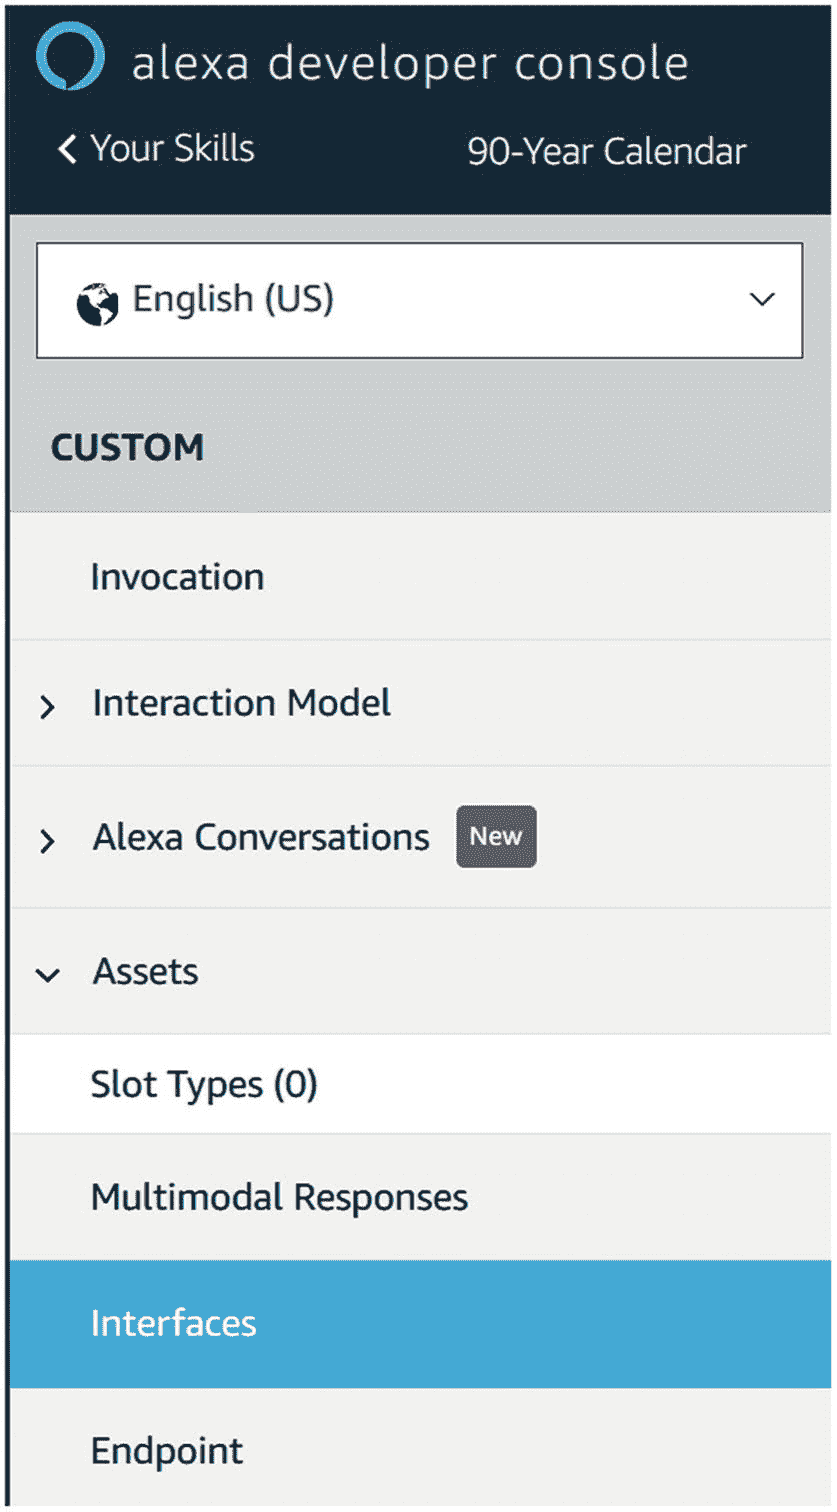 alexa developer console
Your Skills 90-Year Calendar
English (US)
CUSTOM
Invocation
Interaction Model
Alexa Conversations New
Assets
Slot Types (0)
Multimodal Responses
Interfaces
Endpoint